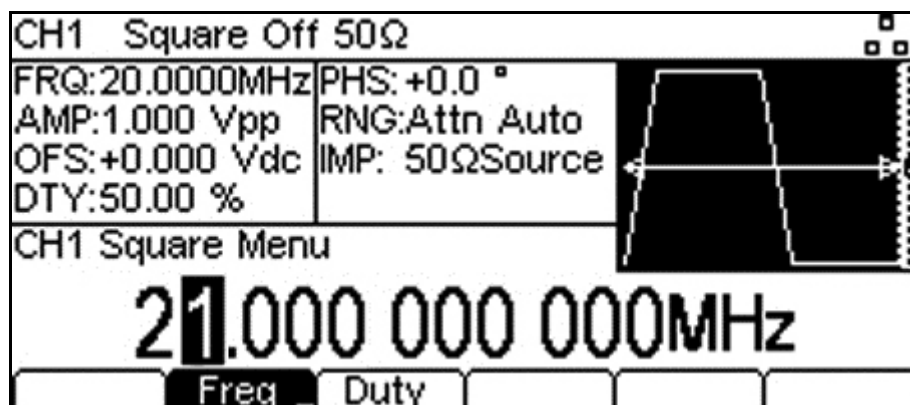 CH1 Square Off 50Ω
FRQ:20.0000MHz PHS:+0.0 °
AMP:1.000 Vpp RNG:Attn Auto
OFS:+0.000 Vdc IMP: 50ΩSource
DTY:50.00 %
CH1 Square Menu
21.000 000 000MHz
Freq Duty